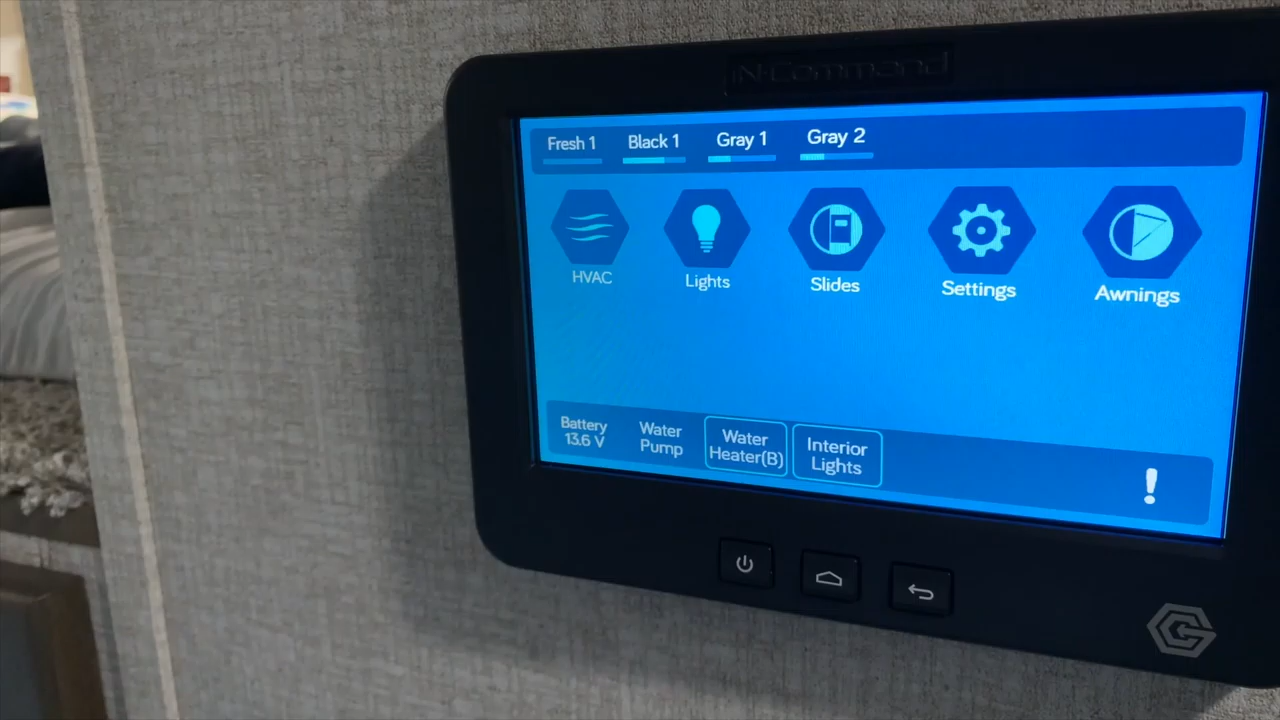 iN·Command
Fresh 1 Black 1 Gray 1 Gray 2
HVAC Lights Slides Settings Awnings
Battery
13.6 V
Water
Pump
Water
Heater(B)
Interior
Lights
!